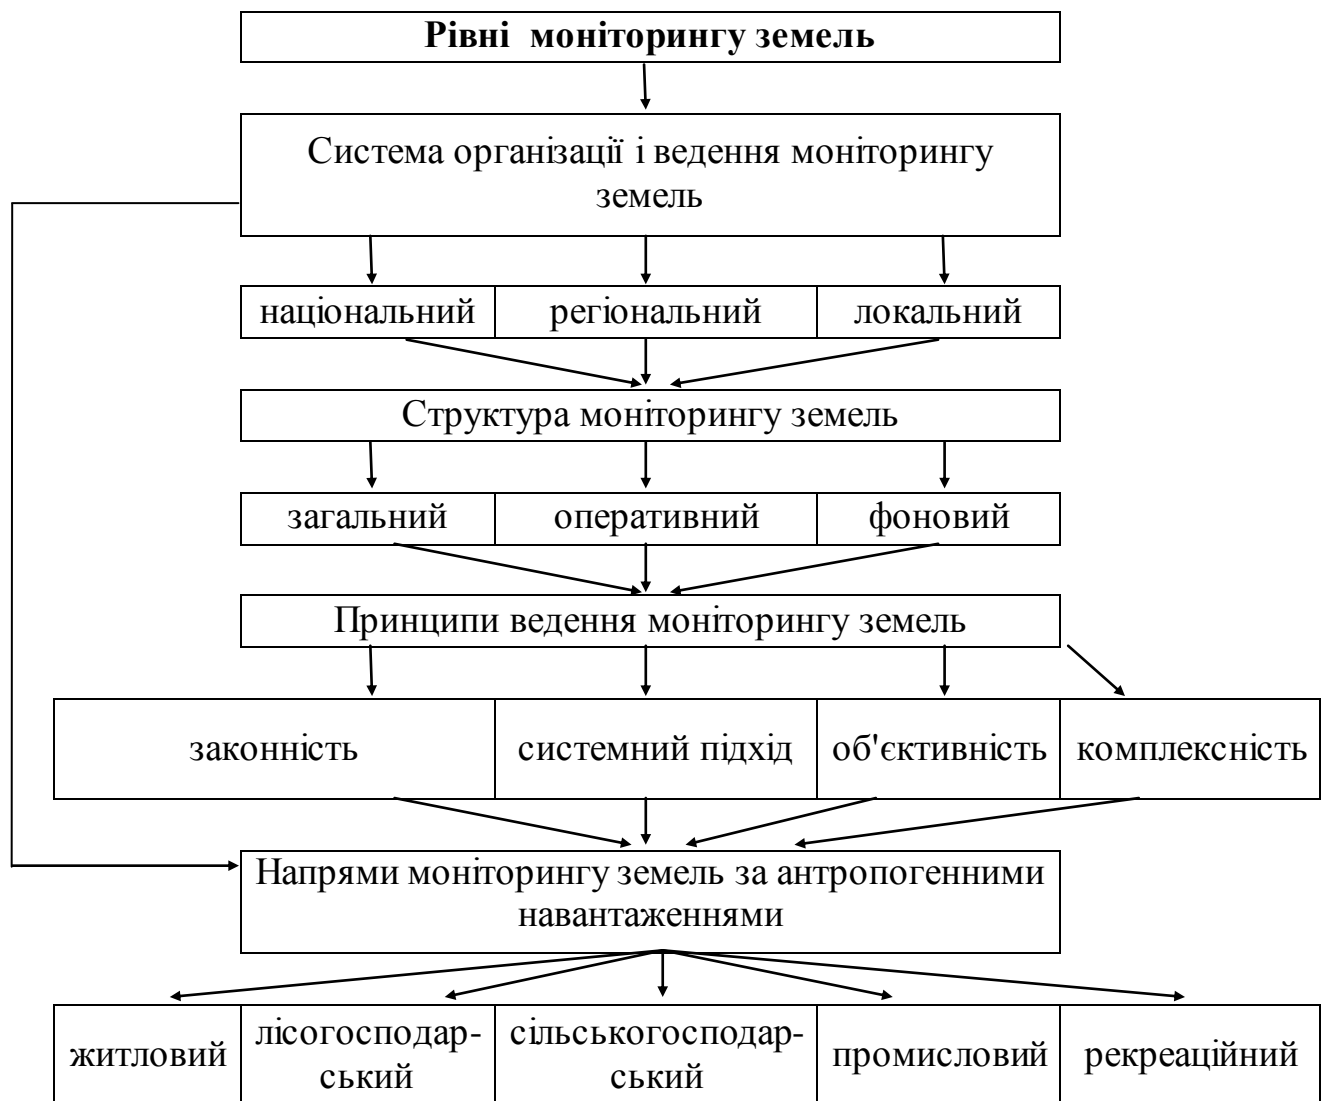 Рівні моніторингу земель
Система організації і ведення моніторингу
земель
національний
регіональний
локальний
Структура моніторингу земель
загальний
оперативний
фоновий
Принципи ведення моніторингу земель
законність
системний підхід
об'єктивність
комплексність
Напрями моніторингу земель за антропогенними
навантаженнями
житловий
лісогосподар-
ський
сільськогосподар-
ський
промисловий
рекреаційний